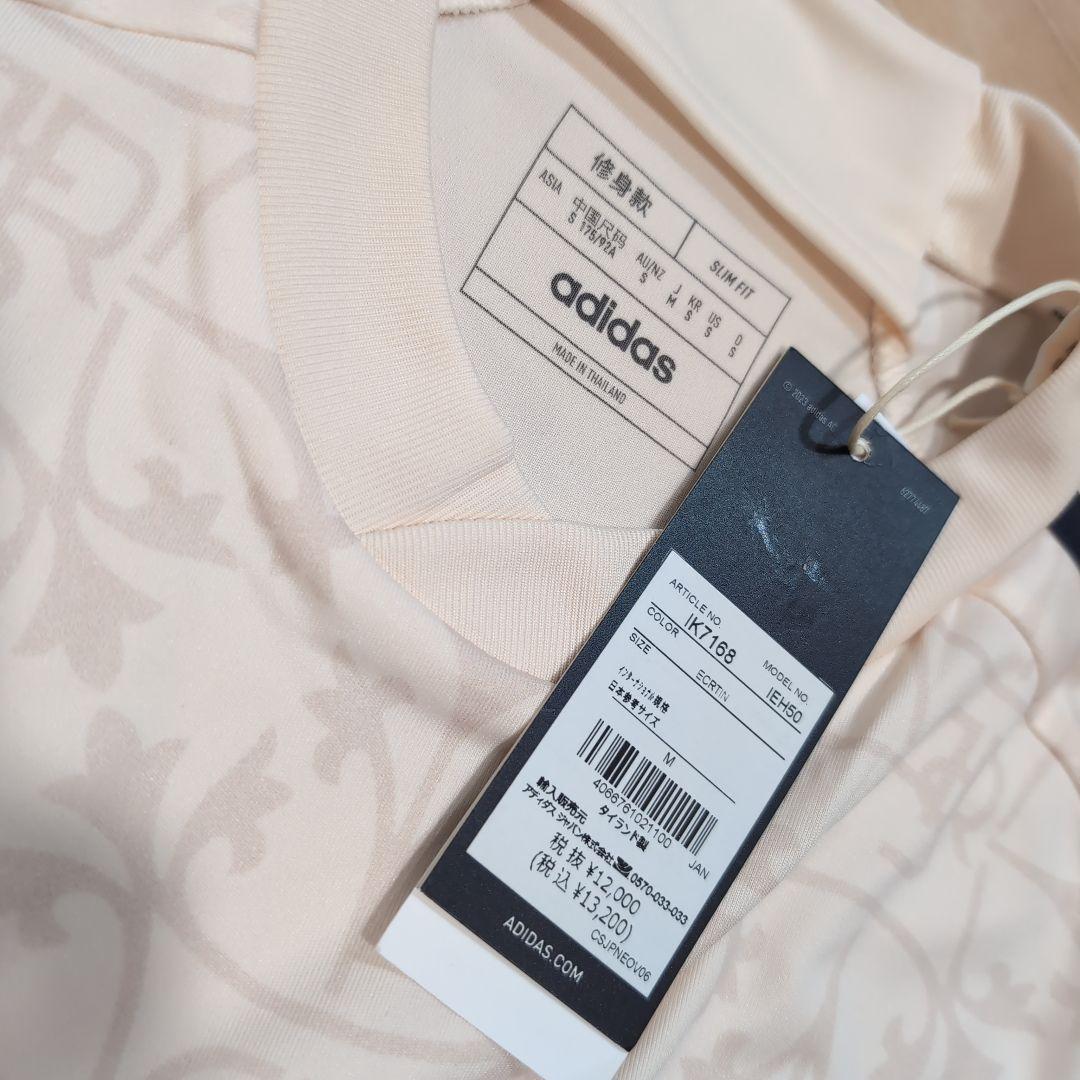 修身款
SLIM FIT
ASIA 中国尺码 AU/NZ J KR US D
S 175/92A S M S S S
adidas
MADE IN THAILAND
© 2023 adidas AG
ARTICLE NO. MODEL NO.
IK7168 IEH50
COLOR ECRTIN
SIZE
インターナショナル規格
日本参考サイズ M
4066761021100 JAN
輸入販売元 タイランド製
アディダス ジャパン株式会社 0570-033-033
税抜 ¥12,000
(税込 ¥13,200)
CSJPNEOV06
ADIDAS.COM